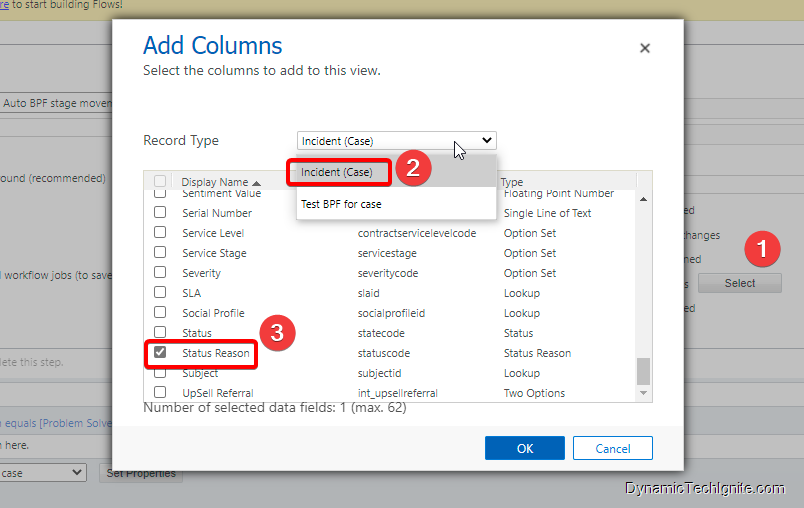 re to start building Flows!
Add Columns
Select the columns to add to this view.
Auto BPF stage movem
Record Type
Incident (Case)
2
Incident (Case)
Test BPF for case
Display Name
Type
ound (recommended)
Sentiment Value
Floating Point Number
Serial Number
Single Line of Text
ed
Service Level
contractservicelevelcode
Option Set
changes
Service Stage
servicestage
Option Set
1
ned
Severity
severitycode
Option Set
d workflow jobs (to save
SLA
slaid
Lookup
s
Select
Social Profile
socialprofileid
Lookup
ed
Status
statecode
Status
3
Status Reason
statuscode
Status Reason
lete this step.
Subject
subjectid
Lookup
UpSell Referral
int_upsellreferral
Two Options
Number of selected data fields: 1 (max. 62)
equals [Problem Solve
here.
OK
Cancel
case
Set Properties
DynamicTechIgnite.com